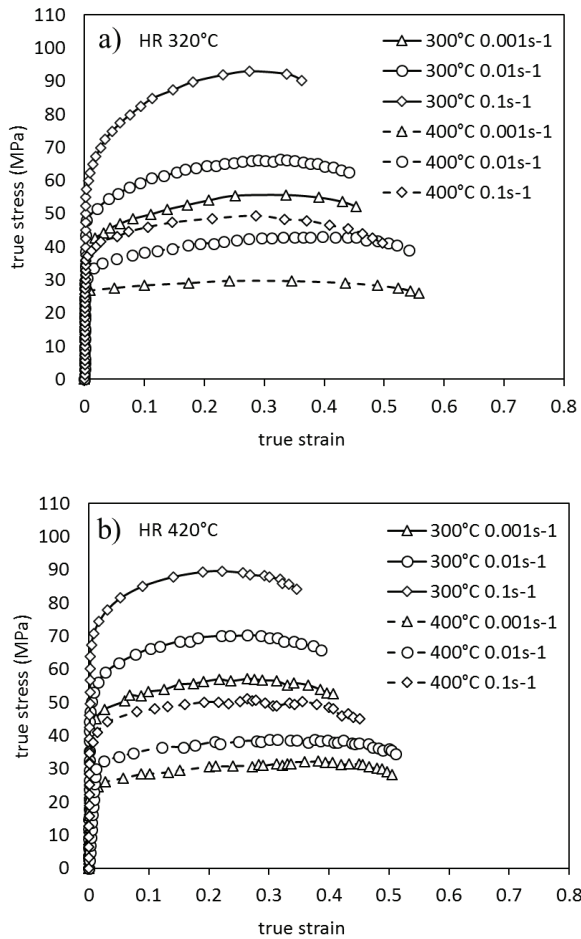 110
100
90
80
70
60
50
40
30
20
10
0
true stress (MPa)
a) HR 320°C
300°C 0.001s-1
300°C 0.01s-1
300°C 0.1s-1
400°C 0.001s-1
400°C 0.01s-1
400°C 0.1s-1
0 0.1 0.2 0.3 0.4 0.5 0.6 0.7 0.8
true strain
110
100
90
80
70
60
50
40
30
20
10
0
true stress (MPa)
b) HR 420°C
300°C 0.001s-1
300°C 0.01s-1
300°C 0.1s-1
400°C 0.001s-1
400°C 0.01s-1
400°C 0.1s-1
0 0.1 0.2 0.3 0.4 0.5 0.6 0.7 0.8
true strain